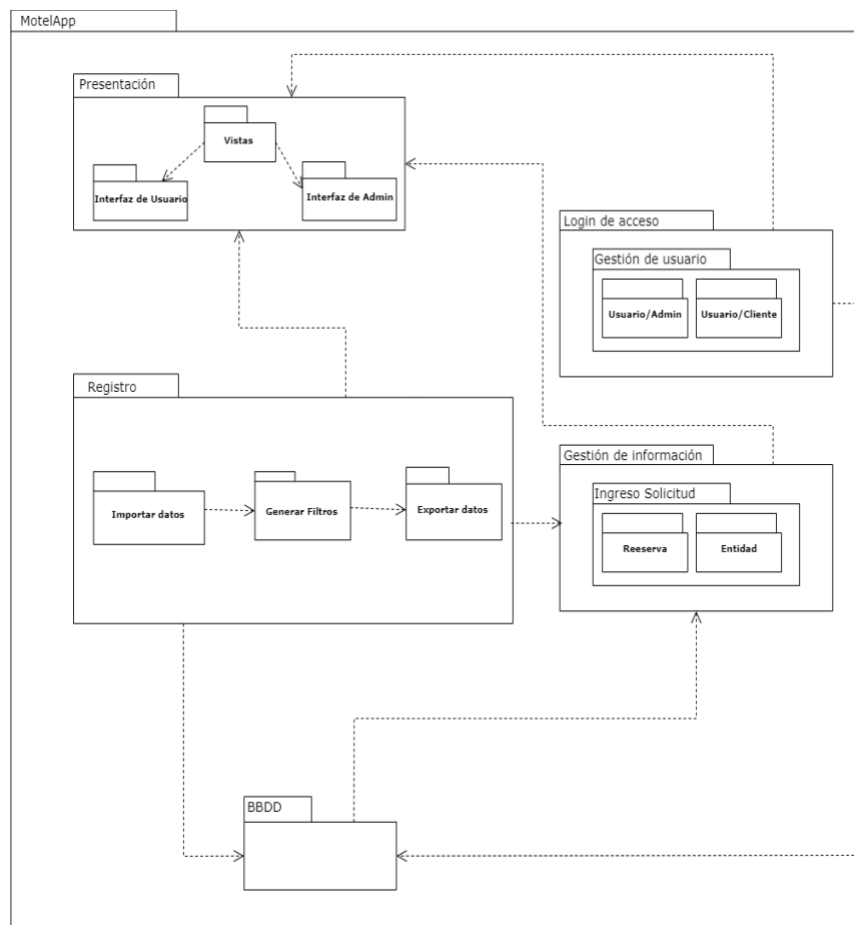 MotelApp
Presentación
Vistas
Interfaz de Usuario
Interfaz de Admin
Login de acceso
Gestión de usuario
Usuario/Admin
Usuario/Cliente
Registro
Importar datos
Generar Filtros
Exportar datos
Gestión de información
Ingreso Solicitud
Reeserva
Entidad
BBDD